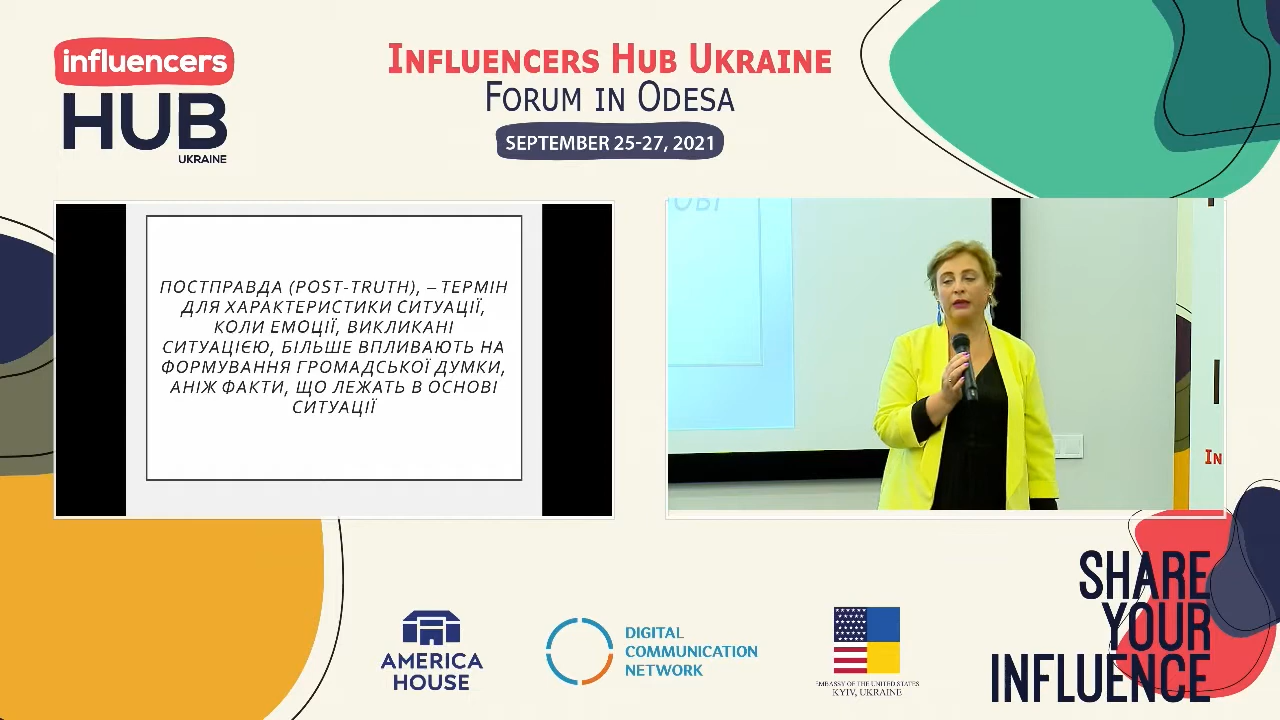 influencers
HUB
UKRAINE
INFLUENCERS HUB UKRAINE
FORUM IN ODESA
SEPTEMBER 25-27, 2021
ПОСТПРАВДА (POST-TRUTH), – ТЕРМІН
ДЛЯ ХАРАКТЕРИСТИКИ СИТУАЦІЇ,
КОЛИ ЕМОЦІЇ, ВИКЛИКАНІ
СИТУАЦІЄЮ, БІЛЬШЕ ВПЛИВАЮТЬ НА
ФОРМУВАННЯ ГРОМАДСЬКОЇ ДУМКИ,
АНІЖ ФАКТИ, ЩО ЛЕЖАТЬ В ОСНОВІ
СИТУАЦІЇ
ОВІ
IN
AMERICA
HOUSE
DIGITAL
COMMUNICATION
NETWORK
EMBASSY OF THE UNITED STATES
KYIV, UKRAINE
SHARE
YOUR
INFLUENCE